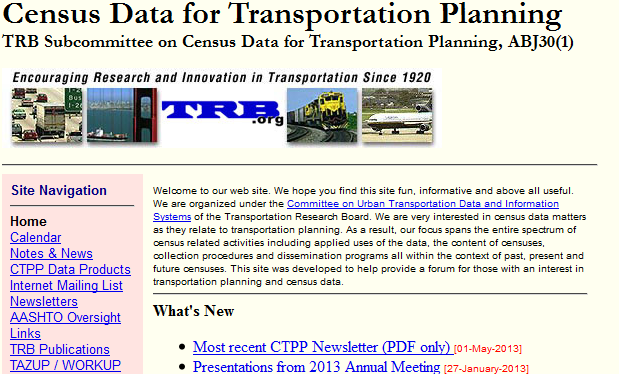 Census Data for Transportation Planning
TRB Subcommittee on Census Data for Transportation Planning, ABJ30(1)
Encouraging Research and Innovation in Transportation Since 1920
TRB.org
Site Navigation
Home
Calendar
Notes & News
CTPP Data Products
Internet Mailing List
Newsletters
AASHTO Oversight
Links
TRB Publications
TAZUP / WORKUP
Welcome to our web site. We hope you find this site fun, informative and above all useful.
We are organized under the Committee on Urban Transportation Data and Information
Systems of the Transportation Research Board. We are very interested in census data matters
as they relate to transportation planning. As a result, our focus spans the entire spectrum of
census related activities including applied uses of the data, the content of censuses,
collection procedures and dissemination programs all within the context of past, present and
future censuses. This site was developed to help provide a forum for those with an interest in
transportation planning and census data.
What's New
Most recent CTPP Newsletter (PDF only) [01-May-2013]
Presentations from 2013 Annual Meeting [27-January-2013]